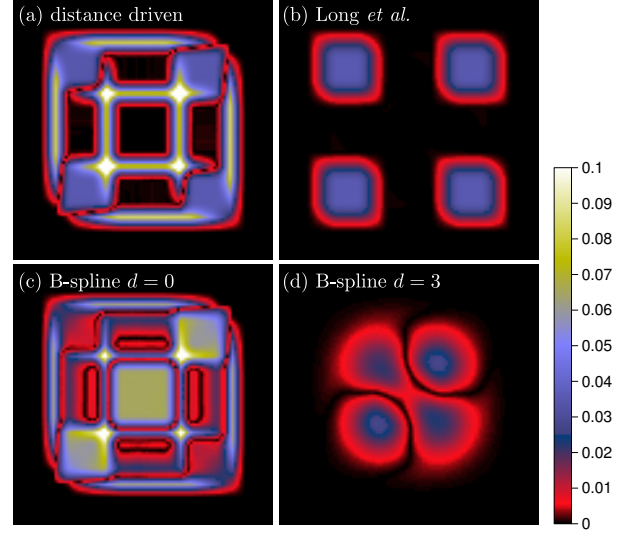 (a) distance driven
(b) Long et al.
(c) B-spline d = 0
(d) B-spline d = 3
0.1
0.09
0.08
0.07
0.06
0.05
0.04
0.03
0.02
0.01
0